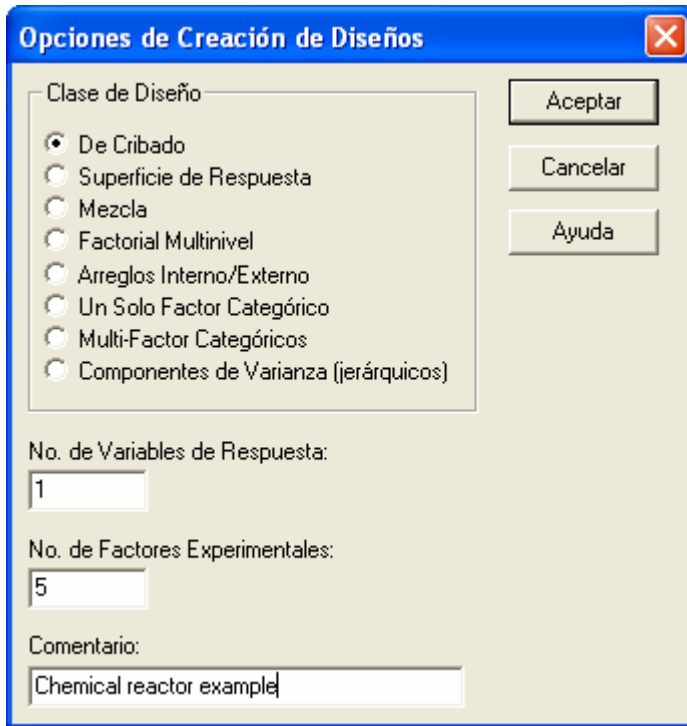 Opciones de Creación de Diseños
Clase de Diseño
De Cribado
Superficie de Respuesta
Mezcla
Factorial Multinivel
Arreglos Interno/Externo
Un Solo Factor Categórico
Multi-Factor Categóricos
Componentes de Varianza (jerárquicos)
Aceptar
Cancelar
Ayuda
No. de Variables de Respuesta:
1
No. de Factores Experimentales:
5
Comentario:
Chemical reactor example